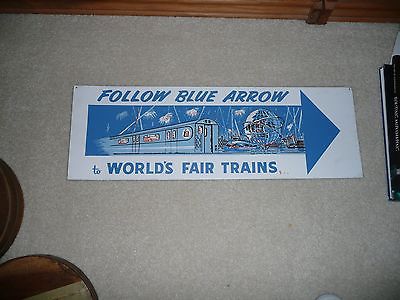 FOLLOW BLUE ARROW
to WORLD'S FAIR TRAINS